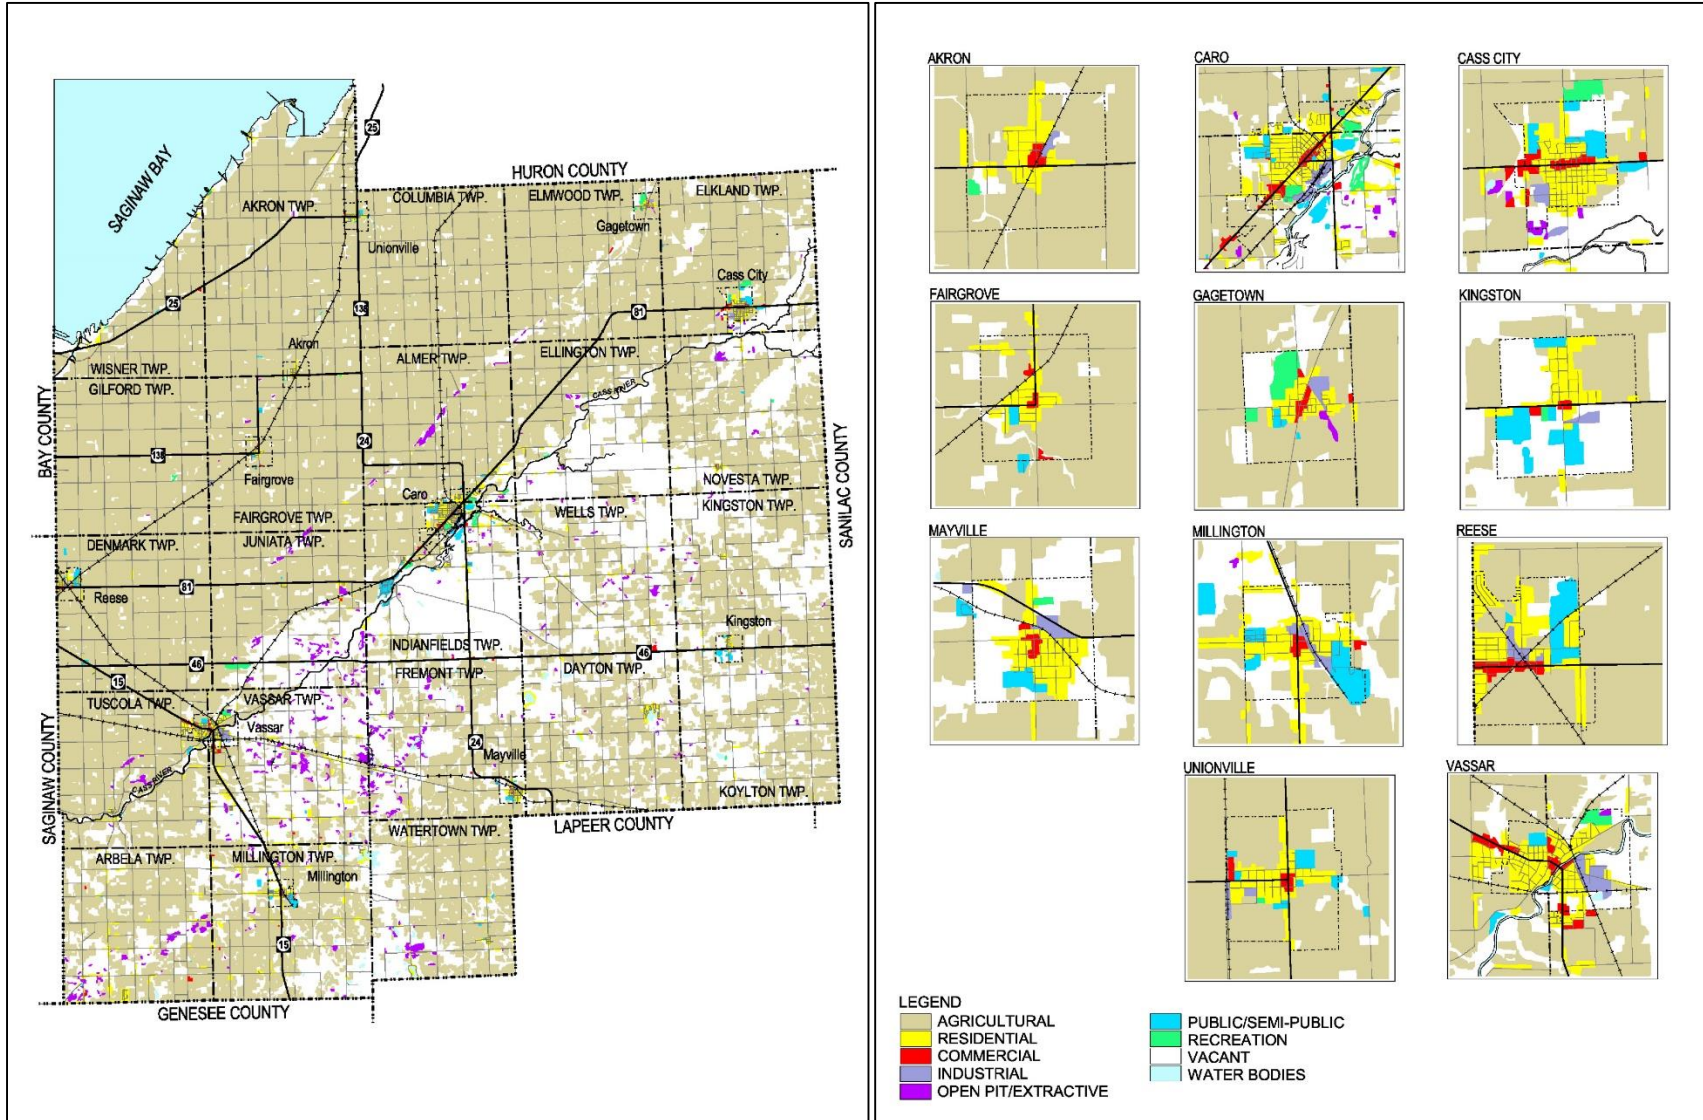 25
HURON COUNTY
SAGINAW BAY
AKRON TWP.
COLUMBIA TWP.
ELMWOOD TWP.
ELKLAND TWP.
Gagetown
Unionville
Cass City
25
138
81
Akron
ALMER TWP.
ELLINGTON TWP.
WISNER TWP.
GILFORD TWP.
CASS RIVER
BAY COUNTY
24
138
SANILAC COUNTY
Fairgrove
Caro
NOVESTA TWP.
KINGSTON TWP.
WELLS TWP.
FAIRGROVE TWP.
JUNIATA TWP.
DENMARK TWP.
81
Reese
Kingston
INDIANFIELDS TWP.
FREMONT TWP.
DAYTON TWP.
46
46
15
TUSCOLA TWP.
VASSAR TWP.
Vassar
24
Mayville
CASS RIVER
SAGINAW COUNTY
KOYLTON TWP.
WATERTOWN TWP.
LAPEER COUNTY
ARBELA TWP.
MILLINGTON TWP.
Millington
15
GENESEE COUNTY
AKRON
CARO
CASS CITY
FAIRGROVE
GAGETOWN
KINGSTON
MAYVILLE
MILLINGTON
REESE
UNIONVILLE
VASSAR
LEGEND
AGRICULTURAL
RESIDENTIAL
COMMERCIAL
INDUSTRIAL
OPEN PIT/EXTRACTIVE
PUBLIC/SEMI-PUBLIC
RECREATION
VACANT
WATER BODIES